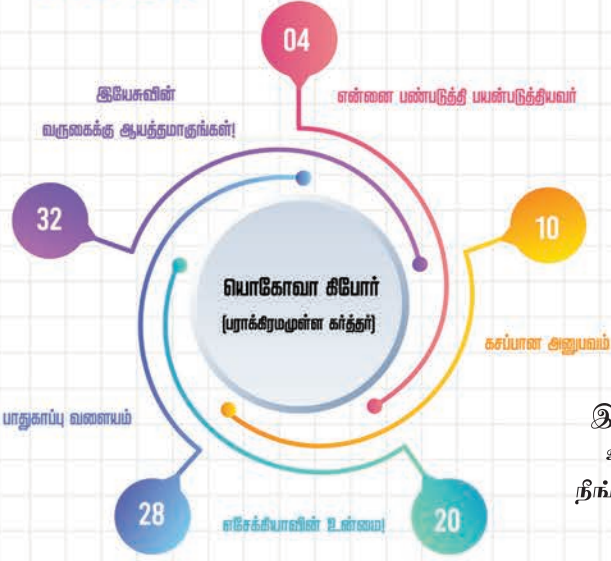 04
என்னை பண்படுத்தி பயன்படுத்தியவர்
இயேசுவின்
வருகைக்கு ஆயத்தமாகுங்கள்!
32
10
யெகோவா கிபோர்
(பராக்கிரமமுள்ள கர்த்தர்)
கசப்பான அனுபவம்
பாதுகாப்பு வளையம்
28
எசேக்கியாவின் உண்மை!
20